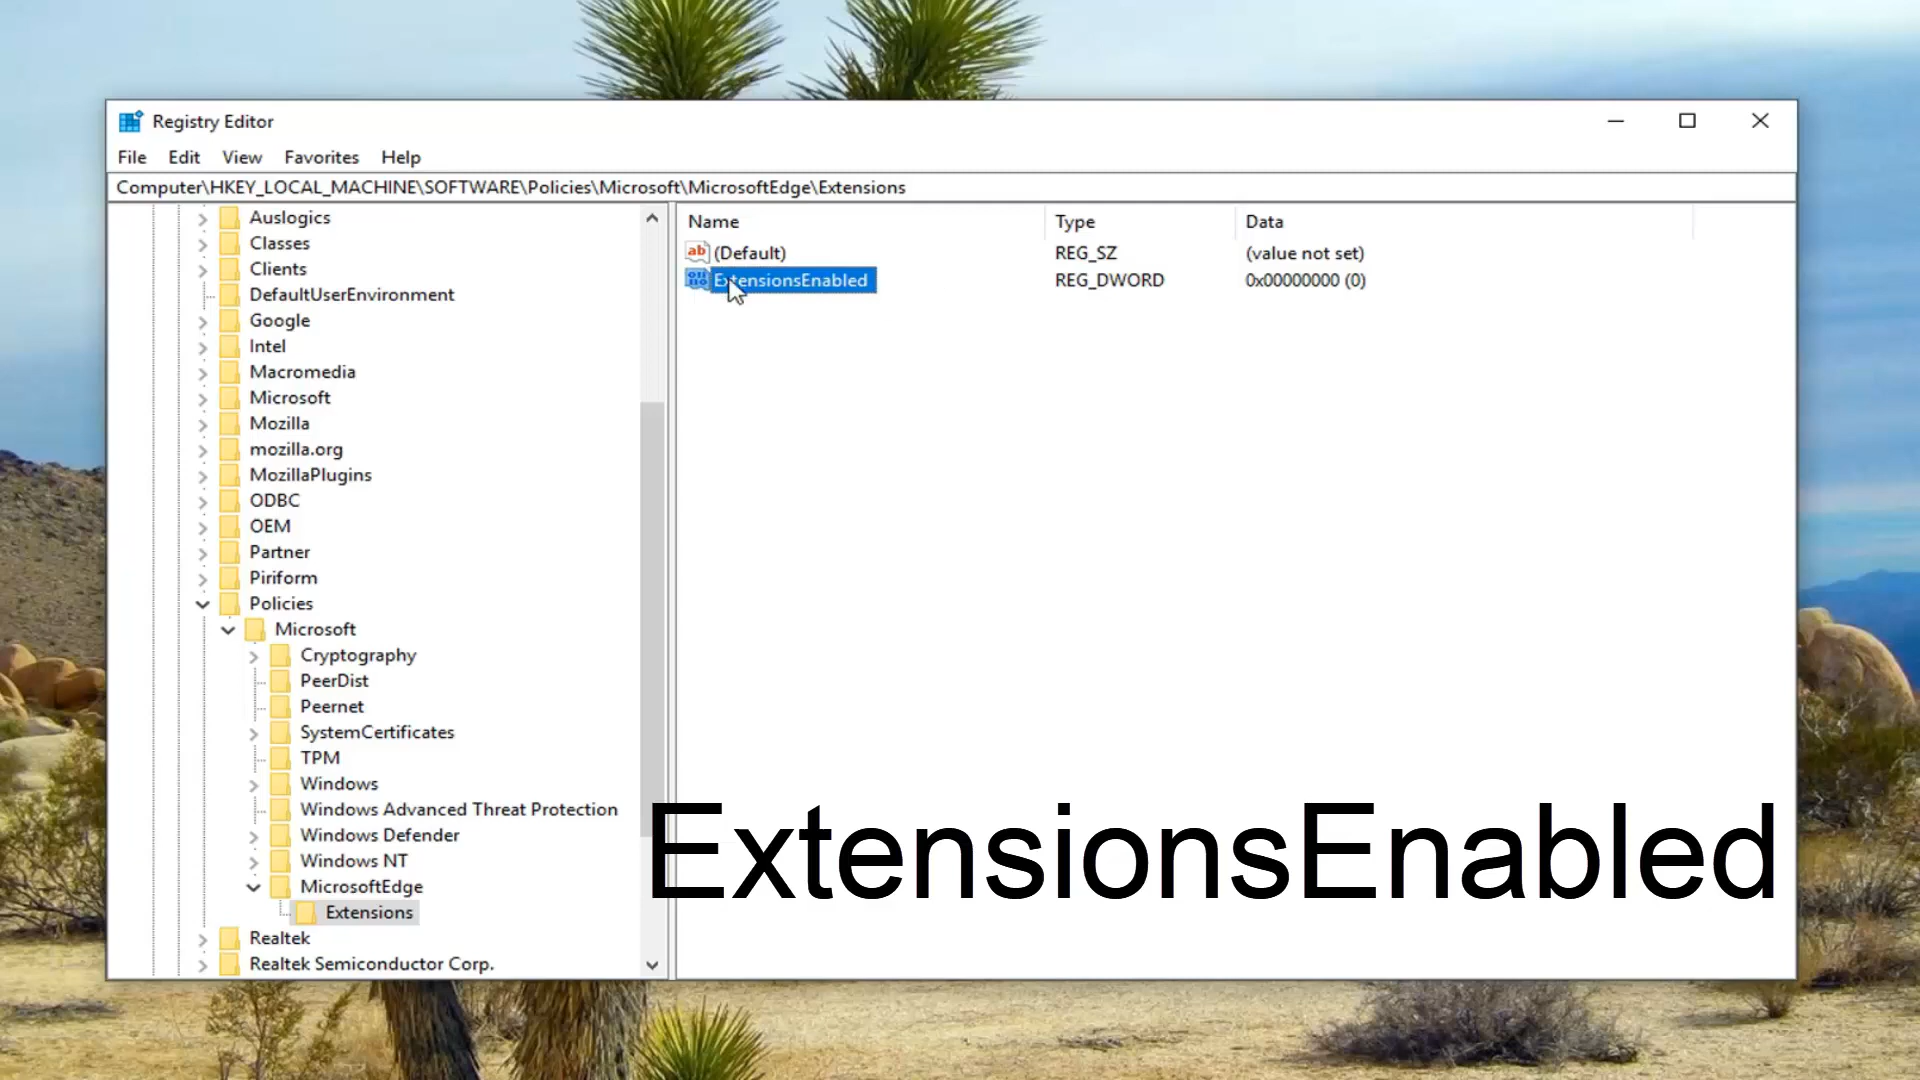 Registry Editor
File Edit View Favorites Help
Computer\HKEY_LOCAL_MACHINE\SOFTWARE\Policies\Microsoft\MicrosoftEdge\Extensions
Auslogics
Classes
Clients
DefaultUserEnvironment
Google
Intel
Macromedia
Microsoft
Mozilla
mozilla.org
MozillaPlugins
ODBC
OEM
Partner
Piriform
Policies
Microsoft
Cryptography
PeerDist
Peernet
SystemCertificates
TPM
Windows
Windows Advanced Threat Protection
Windows Defender
Windows NT
MicrosoftEdge
Extensions
Realtek
Realtek Semiconductor Corp.
Name Type Data
(Default) REG_SZ (value not set)
ExtensionsEnabled REG_DWORD 0x00000000 (0)
ExtensionsEnabled